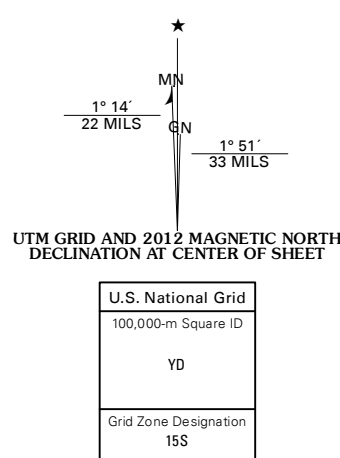 ★
MN
1° 14´
22 MILS
GN
1° 51´
33 MILS
UTM GRID AND 2012 MAGNETIC NORTH
DECLINATION AT CENTER OF SHEET
U.S. National Grid
100,000-m Square ID
YD
Grid Zone Designation
15S